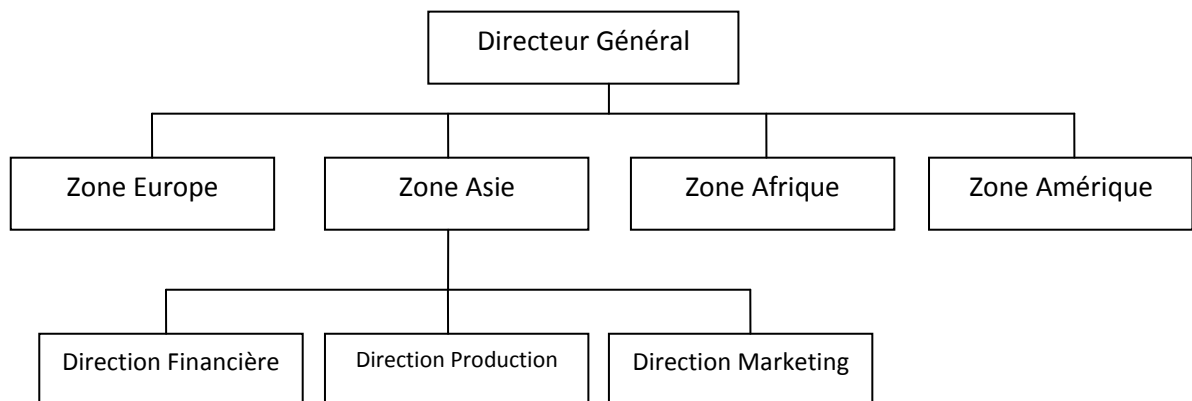 Directeur Général
Zone Europe
Zone Asie
Zone Afrique
Zone Amérique
Direction Financière
Direction Production
Direction Marketing